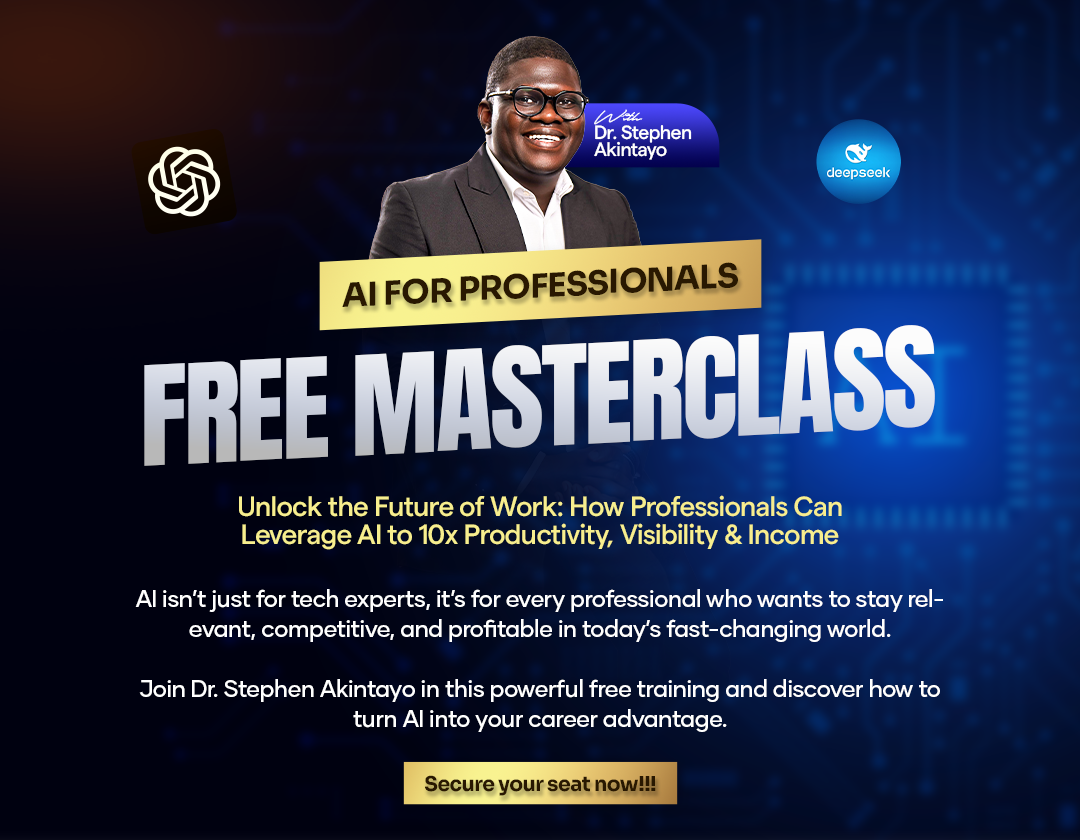 With
Dr. Stephen
Akintayo
deepseek
AI FOR PROFESSIONALS
FREE MASTERCLASS
AI
Unlock the Future of Work: How Professionals Can
Leverage AI to 10x Productivity, Visibility & Income
AI isn't just for tech experts, it's for every professional who wants to stay rel-
evant, competitive, and profitable in today's fast-changing world.
Join Dr. Stephen Akintayo in this powerful free training and discover how to
turn AI into your career advantage.
Secure your seat now!!!